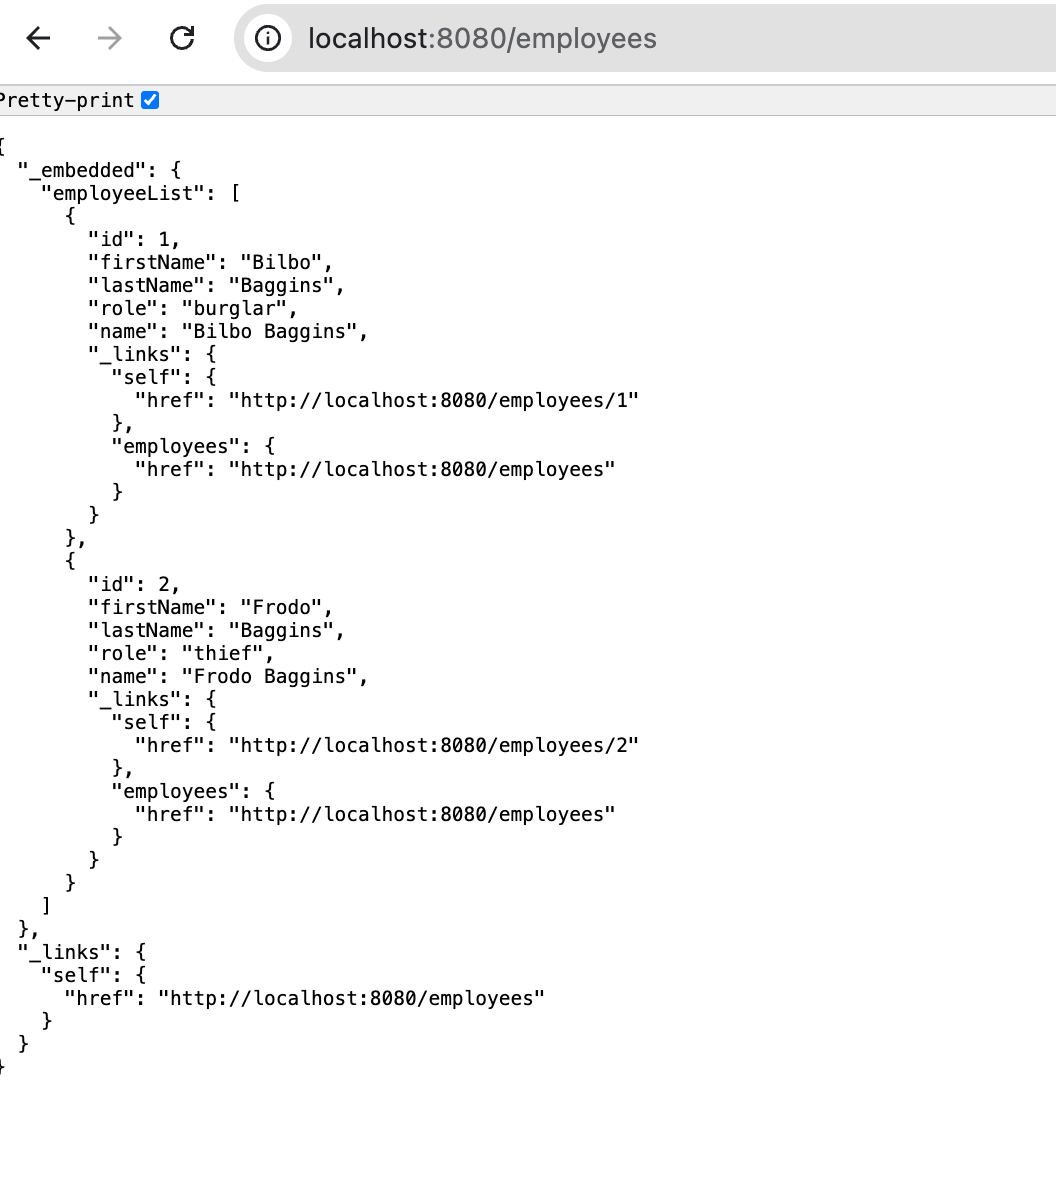 localhost:8080/employees
Pretty-print
{
"_embedded": {
"employeeList": [
{
"id": 1,
"firstName": "Bilbo",
"lastName": "Baggins",
"role": "burglar",
"name": "Bilbo Baggins",
"_links": {
"self": {
"href": "http://localhost:8080/employees/1"
},
"employees": {
"href": "http://localhost:8080/employees"
}
}
},
{
"id": 2,
"firstName": "Frodo",
"lastName": "Baggins",
"role": "thief",
"name": "Frodo Baggins",
"_links": {
"self": {
"href": "http://localhost:8080/employees/2"
},
"employees": {
"href": "http://localhost:8080/employees"
}
}
}
]
},
"_links": {
"self": {
"href": "http://localhost:8080/employees"
}
}
}